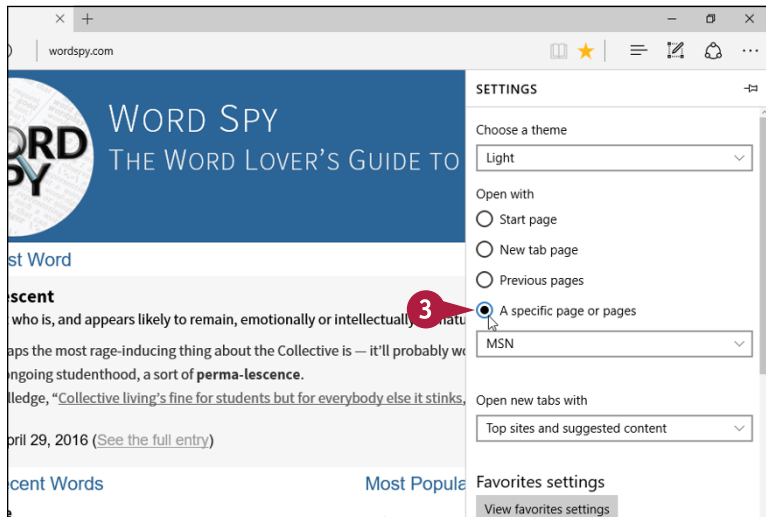 wordspy.com
SETTINGS
WORD SPY
THE WORD LOVER'S GUIDE TO
Choose a theme
Light
Open with
Start page
New tab page
Previous pages
3
A specific page or pages
MSN
Open new tabs with
Top sites and suggested content
Favorites settings
View favorites settings
st Word
escent
who is, and appears likely to remain, emotionally or intellectually
aps the most rage-inducing thing about the Collective is — it'll probably wo
ongoing studenthood, a sort of perma-lescence.
lledge, "Collective living's fine for students but for everybody else it stinks,
pril 29, 2016 (See the full entry)
cent Words
Most Popula